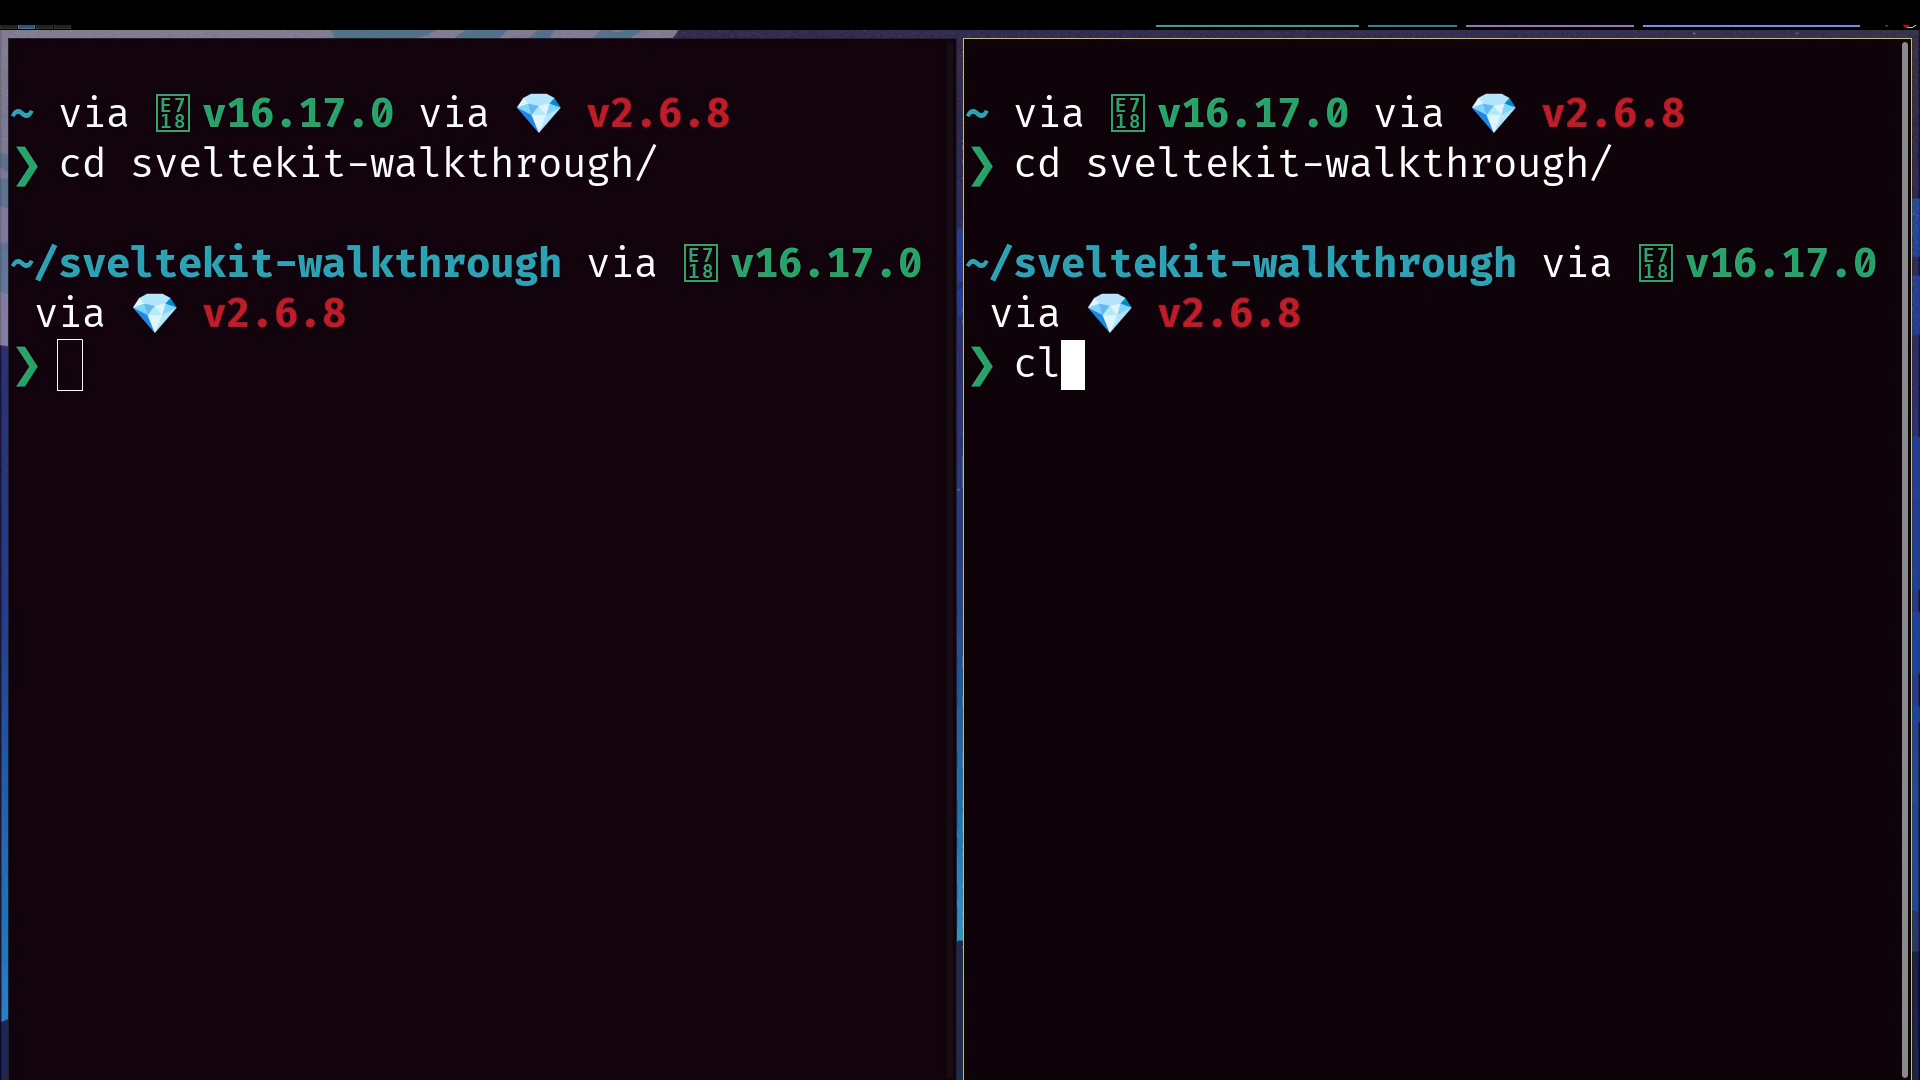 ~ via v16.17.0 via 💎 v2.6.8
❯ cd sveltekit-walkthrough/
~/sveltekit-walkthrough via v16.17.0
via 💎 v2.6.8
❯
~ via v16.17.0 via 💎 v2.6.8
❯ cd sveltekit-walkthrough/
~/sveltekit-walkthrough via v16.17.0
via 💎 v2.6.8
❯ cl